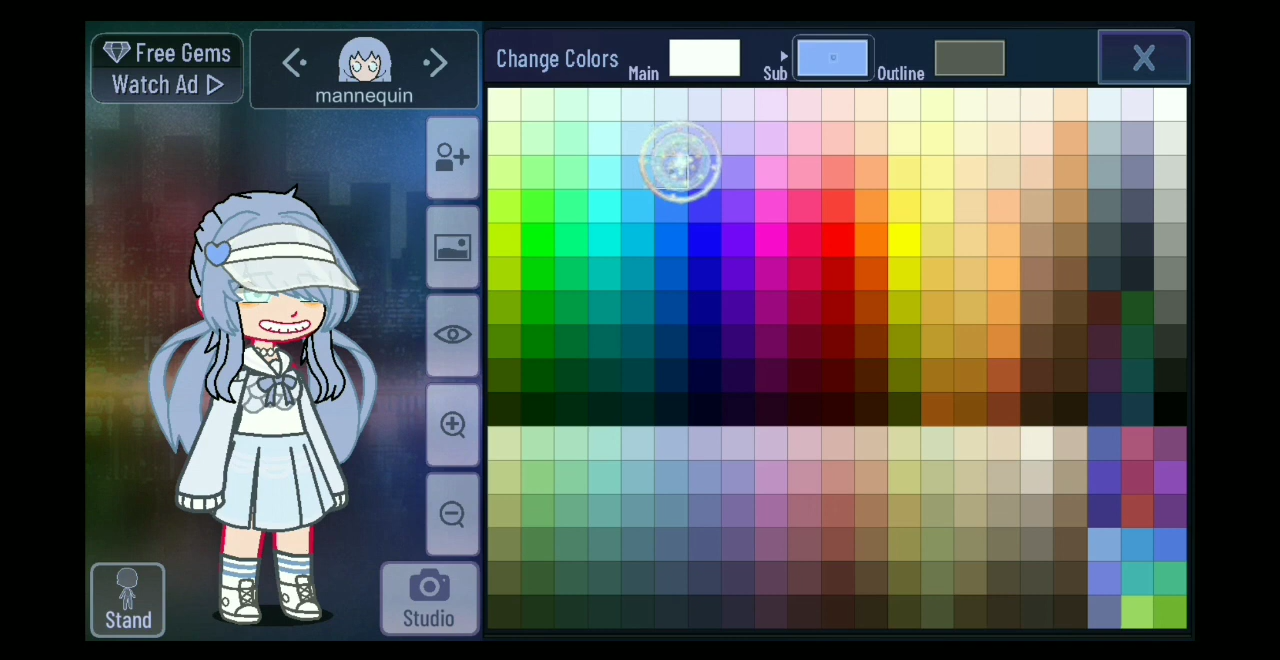 Free Gems
Watch Ad
mannequin
Change Colors
Main
Sub
Outline
X
Stand
Studio